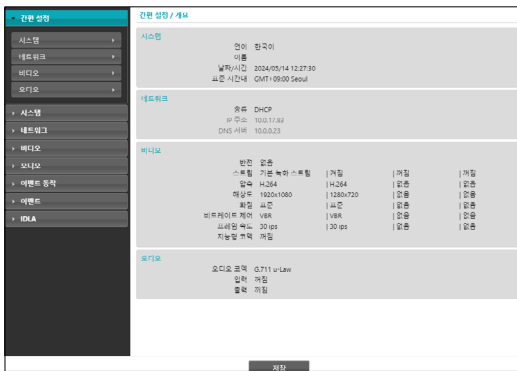 간편 설정
시스템
네트워크
비디오
오디오
시스템
네트워크
비디오
오디오
이벤트 동작
이벤트
IDLA
간편 설정 / 개요
시스템
언어 한국어
이름
날짜/시간 2024/05/14 12:27:30
표준 시간대 GMT+09:00 Seoul
네트워크
종류 DHCP
IP 주소 10.0.17.83
DNS 서버 10.0.0.23
비디오
반전 없음
스트림 기본 녹화 스트림 | 꺼짐 | 꺼짐 | 꺼짐
압축 H.264 | H.264 | 없음 | 없음
해상도 1920x1080 | 1280x720 | 없음 | 없음
화질 표준 | 표준 | 없음 | 없음
비트레이트 제어 VBR | VBR | 없음 | 없음
프레임 속도 30 ips | 30 ips | 없음 | 없음
지능형 코덱 꺼짐
오디오
오디오 코덱 G.711 u-Law
입력 꺼짐
출력 꺼짐
저장